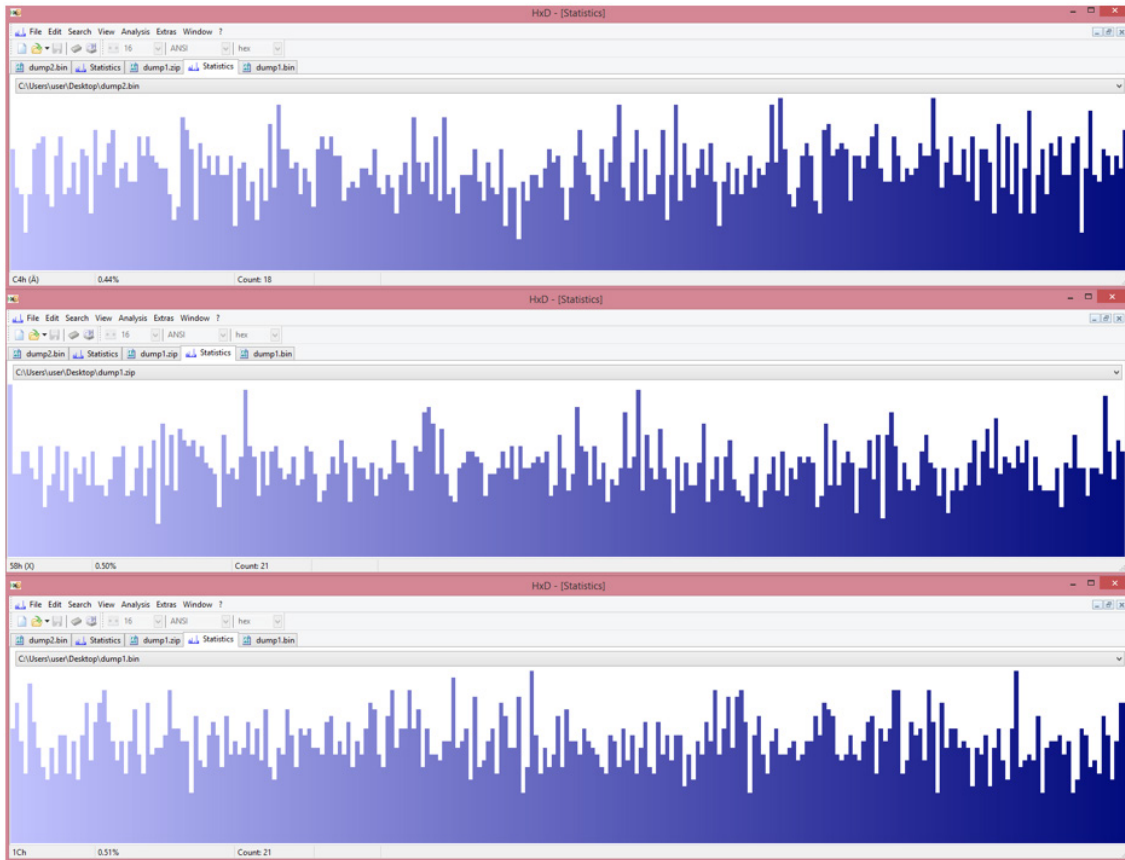 HxD - [Statistics]
File Edit Search View Analysis Extras Window ?
16 ANSI hex
dump2.bin Statistics dump1.zip Statistics dump1.bin
C:\Users\user\Desktop\dump2.bin
C4h (Ä) 0.44% Count: 18
HxD - [Statistics]
File Edit Search View Analysis Extras Window ?
16 ANSI hex
dump2.bin Statistics dump1.zip Statistics dump1.bin
C:\Users\user\Desktop\dump1.zip
58h (X) 0.50% Count: 21
HxD - [Statistics]
File Edit Search View Analysis Extras Window ?
16 ANSI hex
dump2.bin Statistics dump1.zip Statistics dump1.bin
C:\Users\user\Desktop\dump1.bin
1Ch 0.51% Count: 21